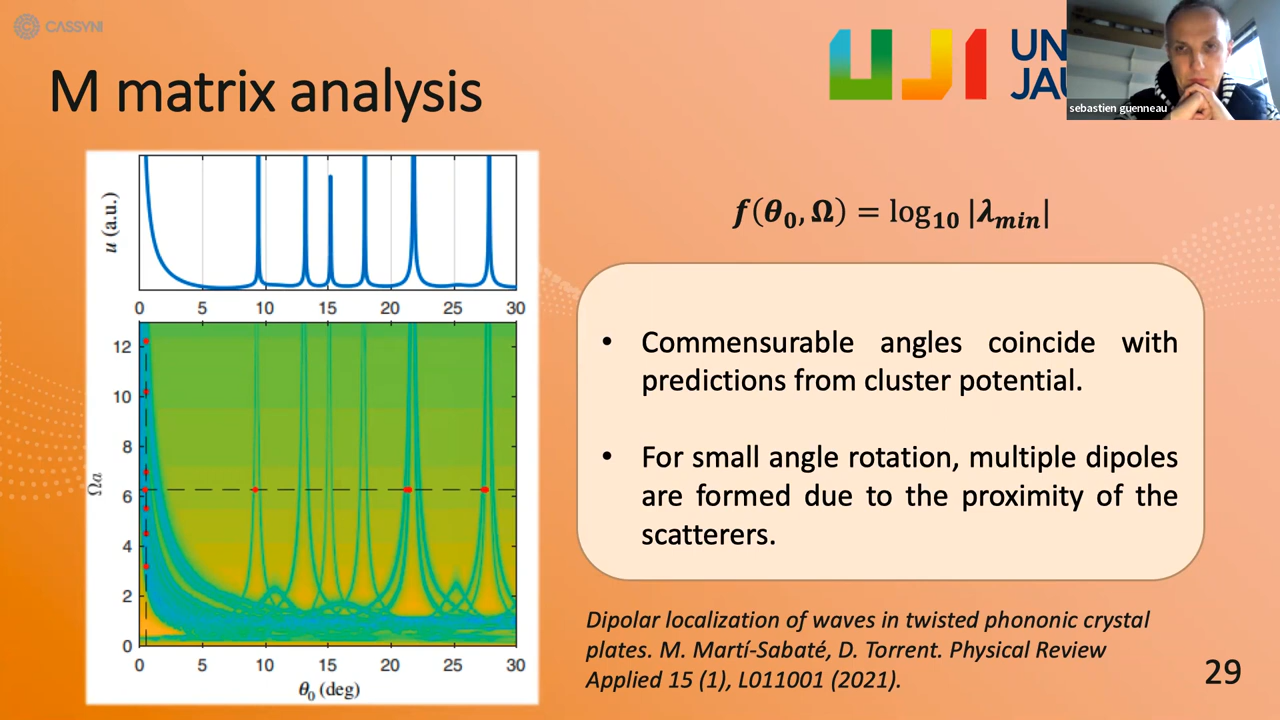 CASSYNI
M matrix analysis
UJI
UN
JAU
sebastien guenneau
u (a.u.)
0 5 10 15 20 25 30
f(θ₀, Ω) = log₁₀ |λₘᵢₙ|
12
10
8
6
4
2
0
Ωa
0 5 10 15 20 25 30
θ₀ (deg)
• Commensurable angles coincide with
predictions from cluster potential.
• For small angle rotation, multiple dipoles
are formed due to the proximity of the
scatterers.
Dipolar localization of waves in twisted phononic crystal
plates. M. Martí-Sabaté, D. Torrent. Physical Review
Applied 15 (1), L011001 (2021).
29